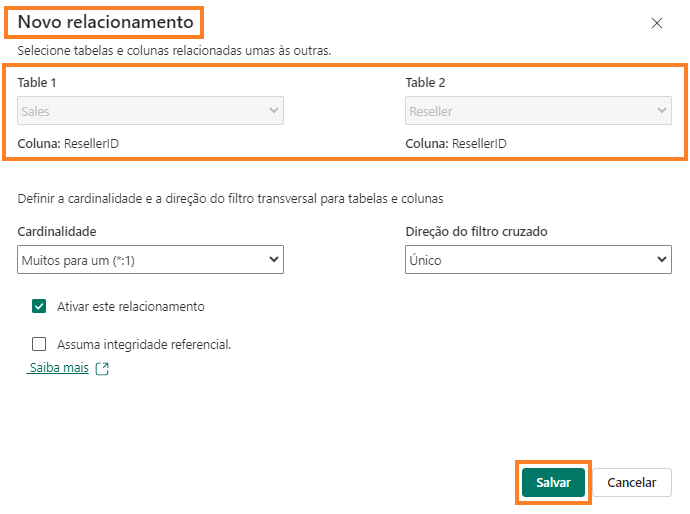 Novo relacionamento
Selecione tabelas e colunas relacionadas umas às outras.
Table 1
Table 2
Sales
Reseller
Coluna: ResellerID
Coluna: ResellerID
Definir a cardinalidade e a direção do filtro transversal para tabelas e colunas
Cardinalidade
Direção do filtro cruzado
Muitos para um (*:1)
Único
Ativar este relacionamento
Assuma integridade referencial.
Saiba mais
Salvar
Cancelar